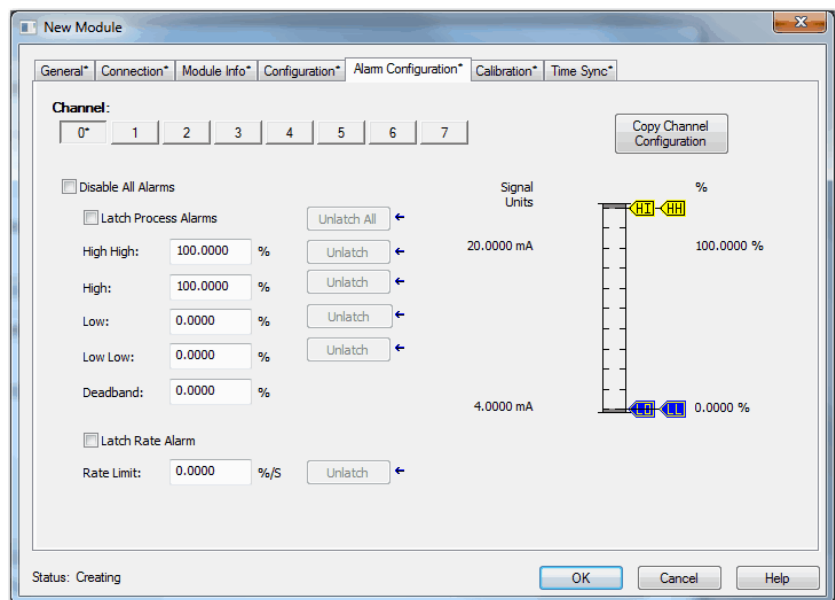 New Module
General* Connection* Module Info* Configuration* Alarm Configuration* Calibration* Time Sync*
Channel:
0* 1 2 3 4 5 6 7
Copy Channel
Configuration
Disable All Alarms
Signal
Units
%
Latch Process Alarms Unlatch All
HI HH
High High: 100.0000 % Unlatch 20.0000 mA 100.0000 %
High: 100.0000 % Unlatch
Low: 0.0000 % Unlatch
Low Low: 0.0000 % Unlatch
Deadband: 0.0000 %
4.0000 mA LO LL 0.0000 %
Latch Rate Alarm
Rate Limit: 0.0000 %/S Unlatch
Status: Creating OK Cancel Help